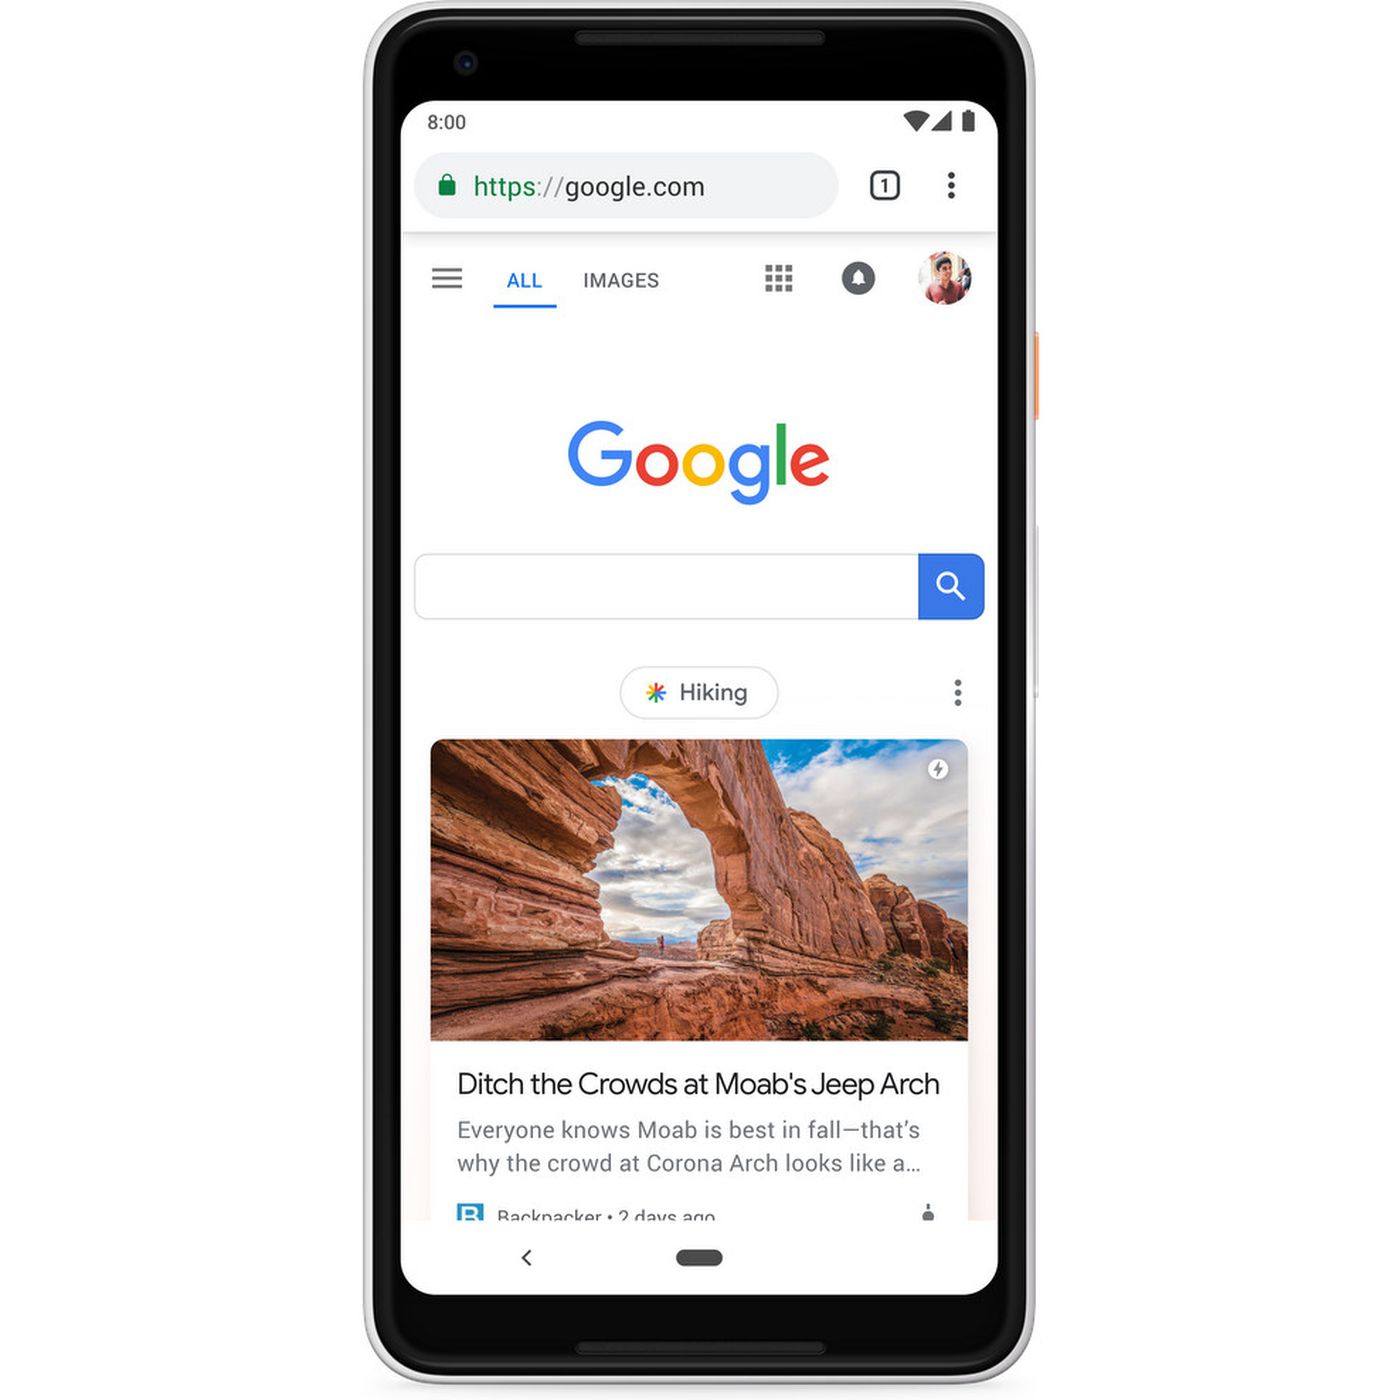 8:00
https://google.com
1
ALL IMAGES
Google
Hiking
Ditch the Crowds at Moab's Jeep Arch
Everyone knows Moab is best in fall—that's
why the crowd at Corona Arch looks like a...
B Backpacker • 2 days ago